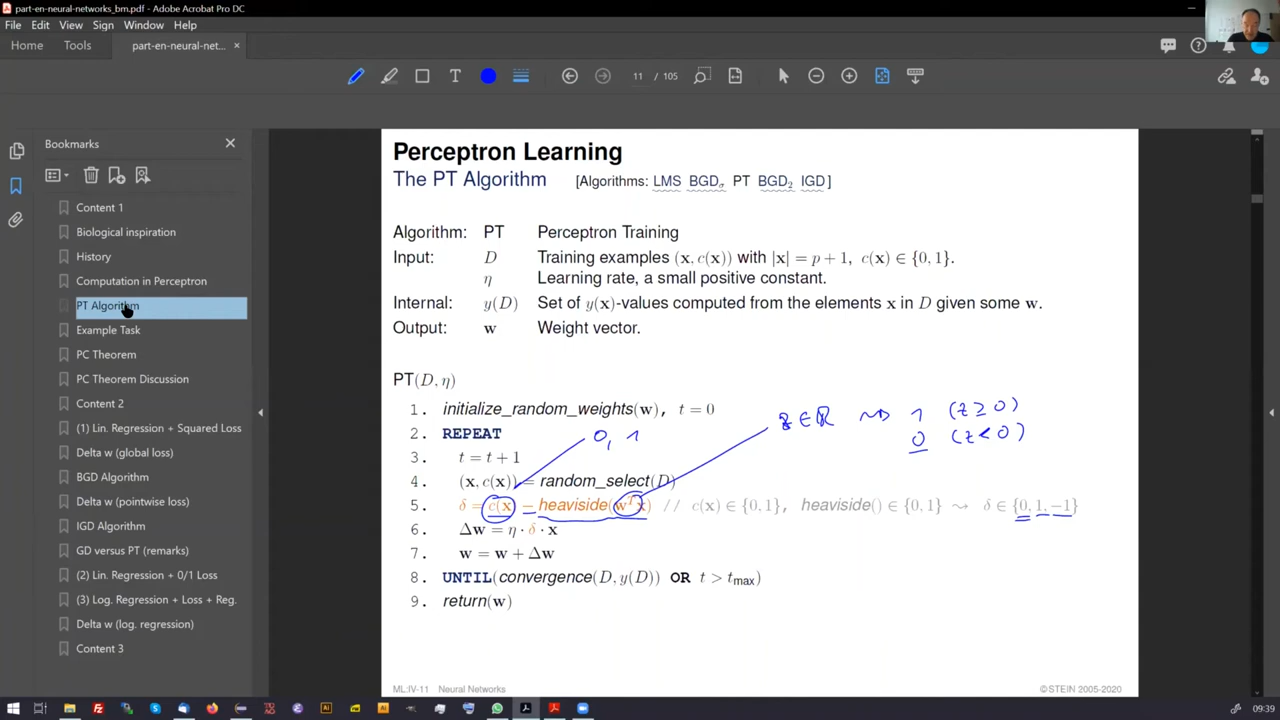 part-en-neural-networks_bm.pdf - Adobe Acrobat Pro DC
File Edit View Sign Window Help
Home Tools part-en-neural-net... ×
11 / 105
Bookmarks
Content 1
Biological inspiration
History
Computation in Perceptron
PT Algorithm
Example Task
PC Theorem
PC Theorem Discussion
Content 2
(1) Lin. Regression + Squared Loss
Delta w (global loss)
BGD Algorithm
Delta w (pointwise loss)
IGD Algorithm
GD versus PT (remarks)
(2) Lin. Regression + 0/1 Loss
(3) Log. Regression + Loss + Reg.
Delta w (log. regression)
Content 3
Perceptron Learning
The PT Algorithm [Algorithms: LMS BGDσ PT BGD₂ IGD]
Algorithm: PT Perceptron Training
Input: D Training examples (x, c(x)) with |x| = p + 1, c(x) ∈ {0, 1}.
η Learning rate, a small positive constant.
Internal: y(D) Set of y(x)-values computed from the elements x in D given some w.
Output: w Weight vector.
PT(D, η)
1. initialize_random_weights(w), t = 0
z ∈ ℝ ⇝ 1 (z ≥ 0)
2. REPEAT
0, 1
0 (z < 0)
3. t = t + 1
4. (x, c(x)) = random_select(D)
5. δ = c(x) − heaviside(wᵀx) // c(x) ∈ {0, 1}, heaviside() ∈ {0, 1} ⇝ δ ∈ {0, 1, −1}
6. Δw = η · δ · x
7. w = w + Δw
8. UNTIL(convergence(D, y(D)) OR t > tmax)
9. return(w)
ML:IV-11 Neural Networks ©STEIN 2005-2020
09:39